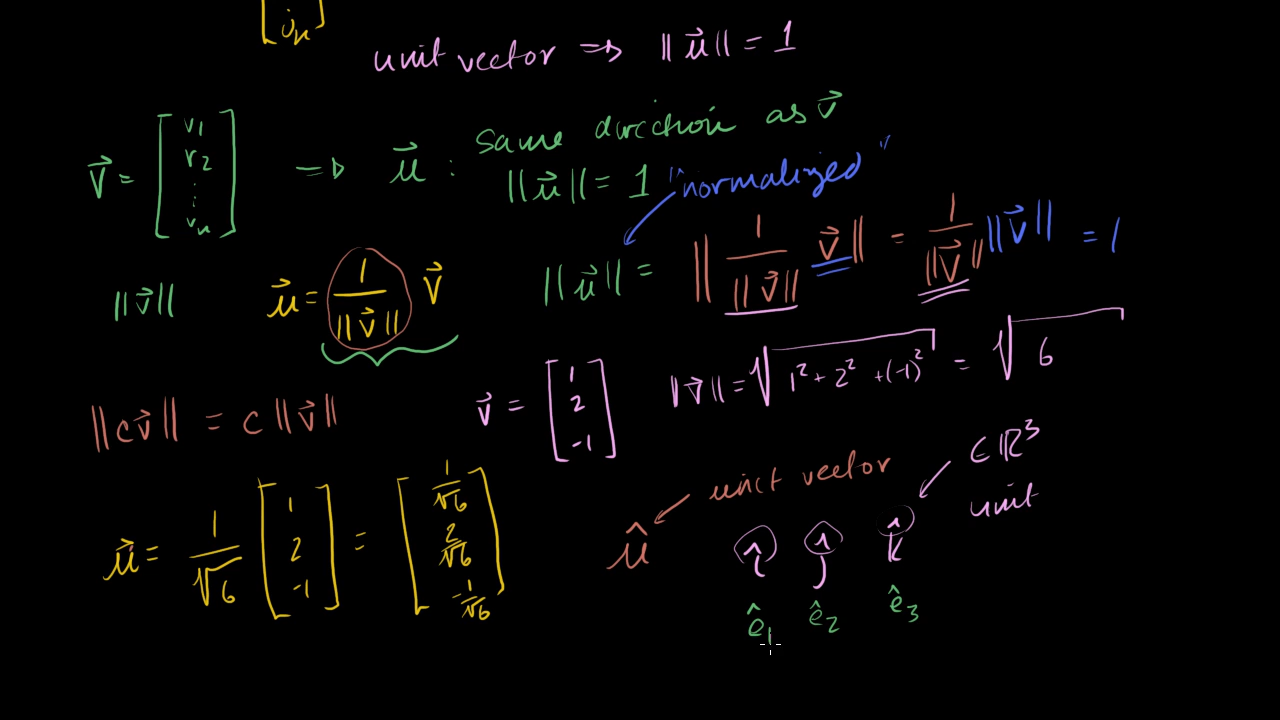 [ u_n ]
unit vector ⇒ ||u⃗|| = 1
v⃗ = [ v1 v2 ⋮ vn ] ⇒ u⃗ : same direction as v⃗
||u⃗|| = 1 "normalized"
||v⃗|| u⃗ = 1/||v⃗|| v⃗ ||u⃗|| = || 1/||v⃗|| v⃗ || = 1/||v⃗|| ||v⃗|| = 1
||cv⃗|| = c||v⃗|| v⃗ = [ 1 2 -1 ] ||v⃗|| = √(1² + 2² + (-1)²) = √6
u⃗ = 1/√6 [ 1 2 -1 ] = [ 1/√6 2/√6 -1/√6 ]
û unit vector
î ĵ k̂ ∈ ℝ³
unit
ê1 ê2 ê3